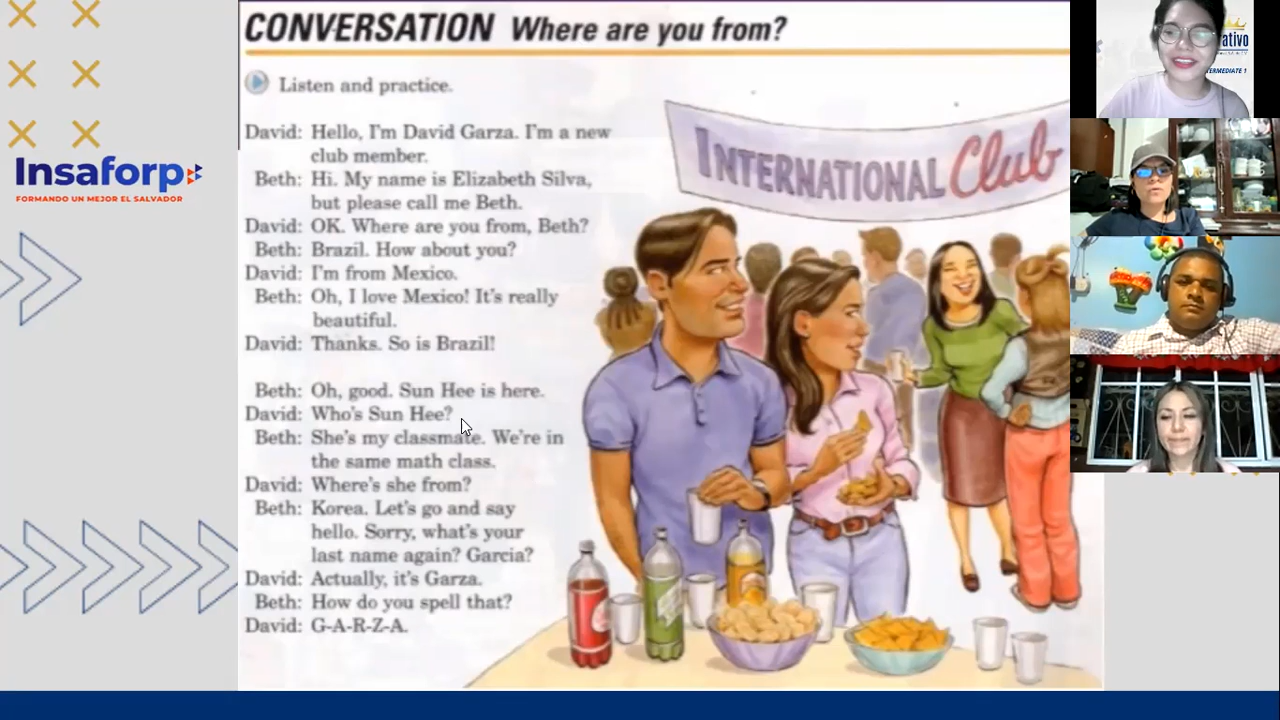 CONVERSATION Where are you from?
Listen and practice.
David: Hello, I'm David Garza. I'm a new
club member.
Beth: Hi. My name is Elizabeth Silva,
but please call me Beth.
David: OK. Where are you from, Beth?
Beth: Brazil. How about you?
David: I'm from Mexico.
Beth: Oh, I love Mexico! It's really
beautiful.
David: Thanks. So is Brazil!
Beth: Oh, good. Sun Hee is here.
David: Who's Sun Hee?
Beth: She's my classmate. We're in
the same math class.
David: Where's she from?
Beth: Korea. Let's go and say
hello. Sorry, what's your
last name again? Garcia?
David: Actually, it's Garza.
Beth: How do you spell that?
David: G-A-R-Z-A.
INTERNATIONAL Club
Insaforp
FORMANDO UN MEJOR EL SALVADOR